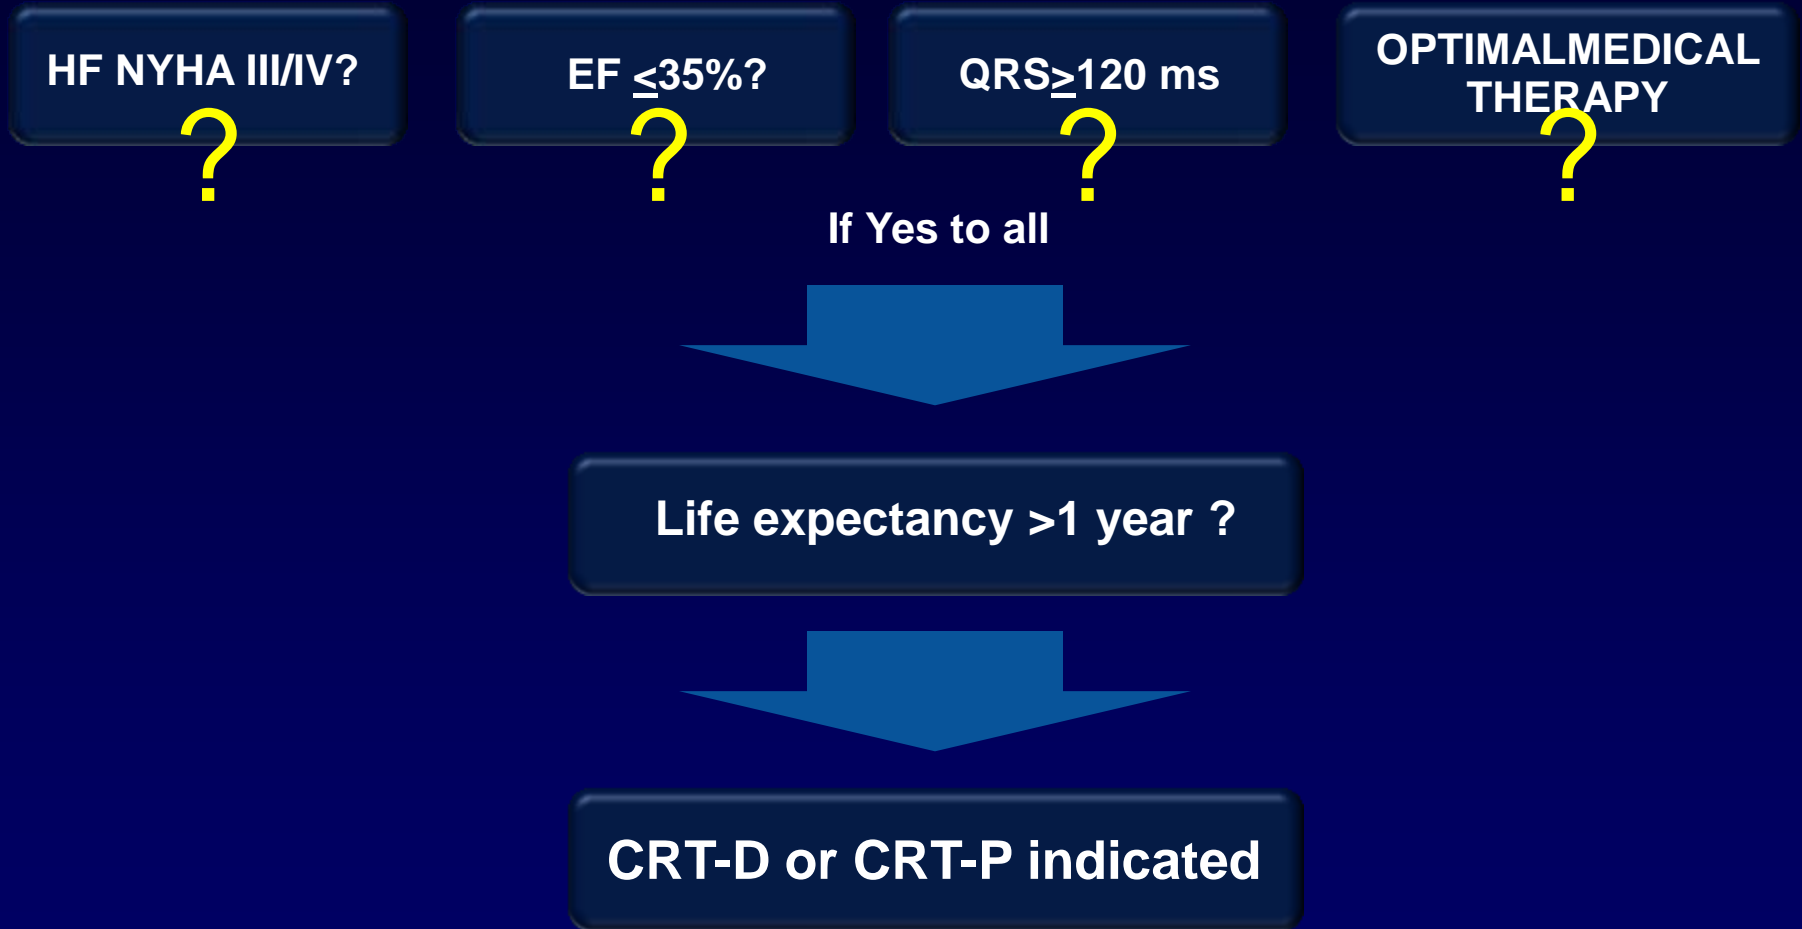 HF NYHA III/IV?
?
EF ≤35%?
?
QRS≥120 ms
?
OPTIMALMEDICAL
THERAPY
?
If Yes to all
Life expectancy >1 year ?
CRT-D or CRT-P indicated